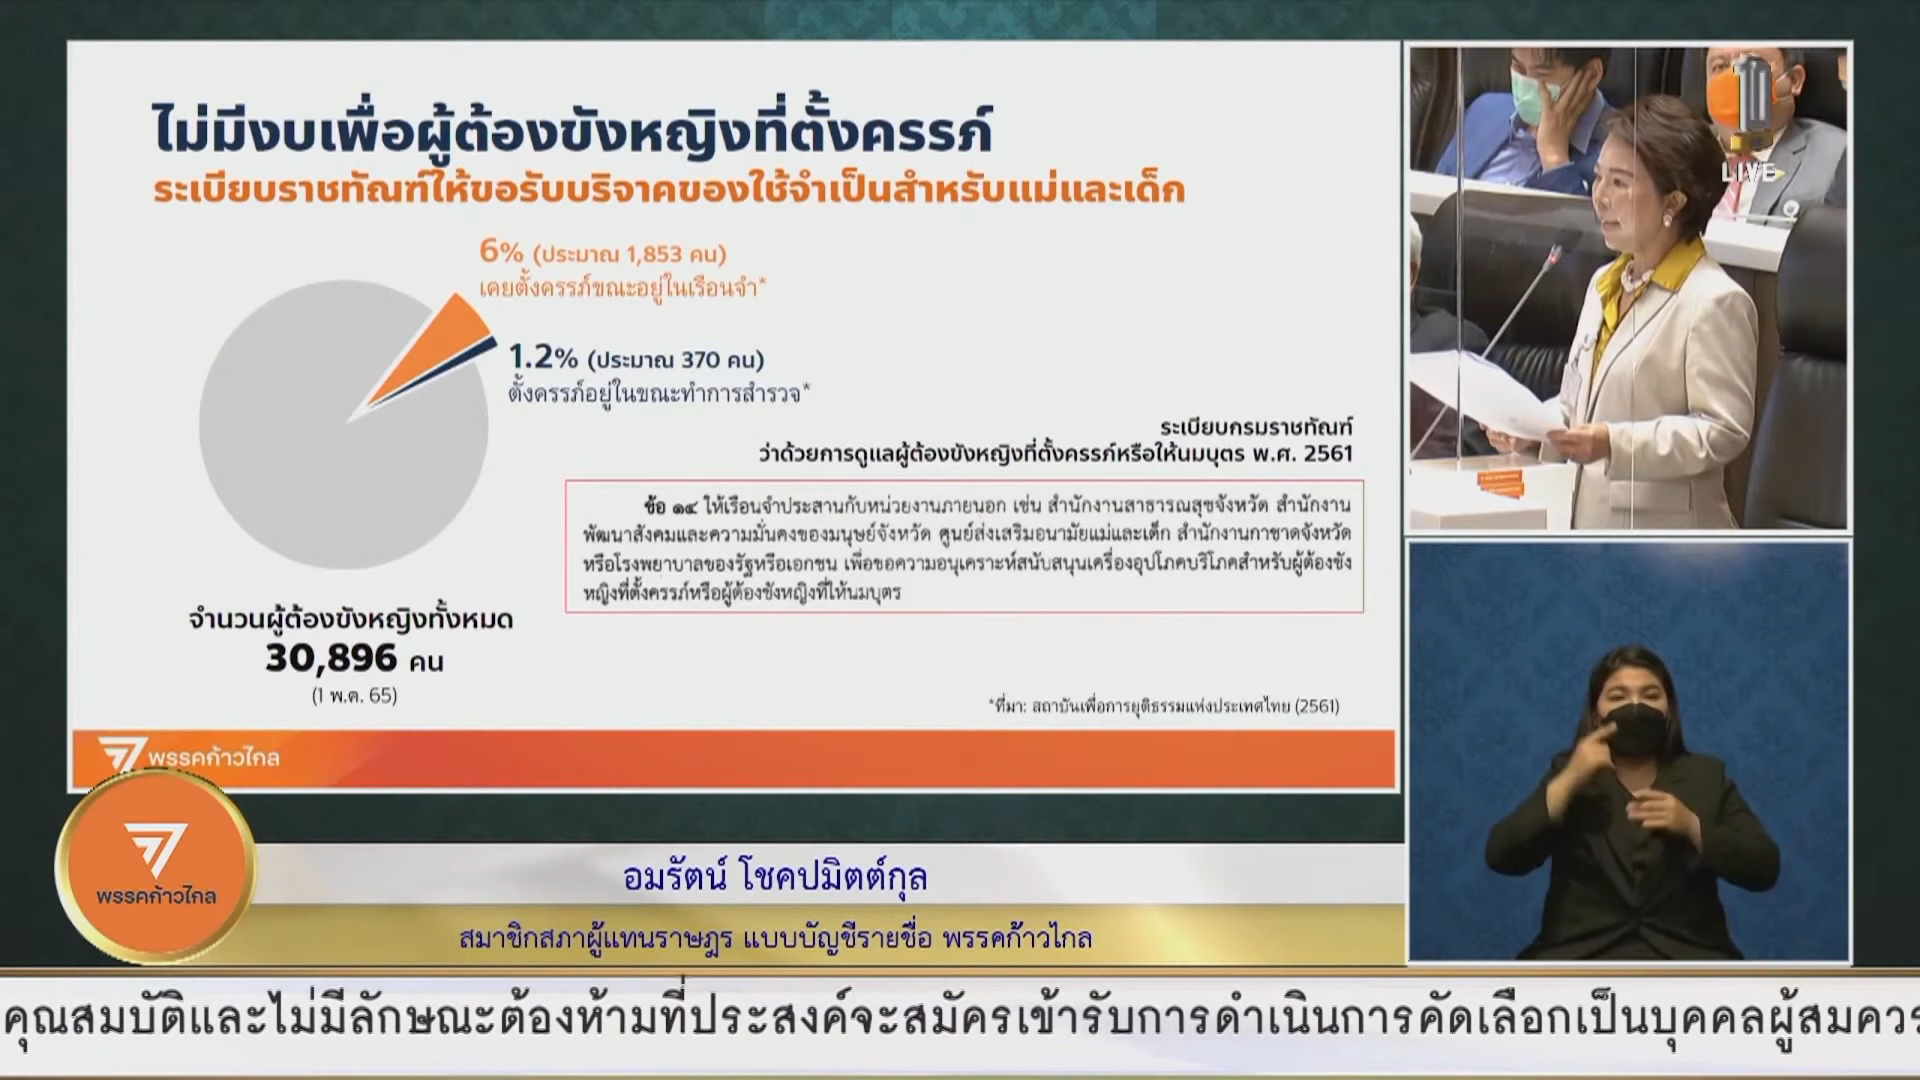 ไม่มีงบเพื่อผู้ต้องขังหญิงที่ตั้งครรภ์
ระเบียบราชทัณฑ์ให้ขอรับบริจาคของใช้จำเป็นสำหรับแม่และเด็ก
6% (ประมาณ 1,853 คน)
เคยตั้งครรภ์ขณะอยู่ในเรือนจำ*
1.2% (ประมาณ 370 คน)
ตั้งครรภ์อยู่ในขณะทำการสำรวจ*
จำนวนผู้ต้องขังหญิงทั้งหมด
30,896 คน
(1 พ.ค. 65)
ระเบียบกรมราชทัณฑ์
ว่าด้วยการดูแลผู้ต้องขังหญิงที่ตั้งครรภ์หรือให้นมบุตร พ.ศ. 2561
ข้อ ๑๔ ให้เรือนจำประสานกับหน่วยงานภายนอก เช่น สำนักงานสาธารณสุขจังหวัด สำนักงาน
พัฒนาสังคมและความมั่นคงของมนุษย์จังหวัด ศูนย์ส่งเสริมอนามัยแม่และเด็ก สำนักงานกาชาดจังหวัด
หรือโรงพยาบาลของรัฐหรือเอกชน เพื่อขอความอนุเคราะห์สนับสนุนเครื่องอุปโภคบริโภคสำหรับผู้ต้องขัง
หญิงที่ตั้งครรภ์หรือผู้ต้องขังหญิงที่ให้นมบุตร
*ที่มา: สถาบันเพื่อการยุติธรรมแห่งประเทศไทย (2561)
พรรคก้าวไกล
LIVE
พรรคก้าวไกล
อมรัตน์ โชคปมิตต์กุล
สมาชิกสภาผู้แทนราษฎร แบบบัญชีรายชื่อ พรรคก้าวไกล
คุณสมบัติและไม่มีลักษณะต้องห้ามที่ประสงค์จะสมัครเข้ารับการดำเนินการคัดเลือกเป็นบุคคลผู้สมควร